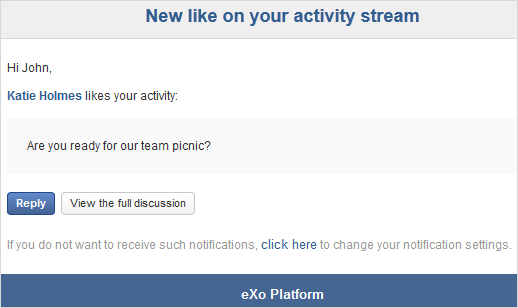 New like on your activity stream
Hi John,
Katie Holmes likes your activity:
Are you ready for our team picnic?
Reply View the full discussion
If you do not want to receive such notifications, click here to change your notification settings.
eXo Platform